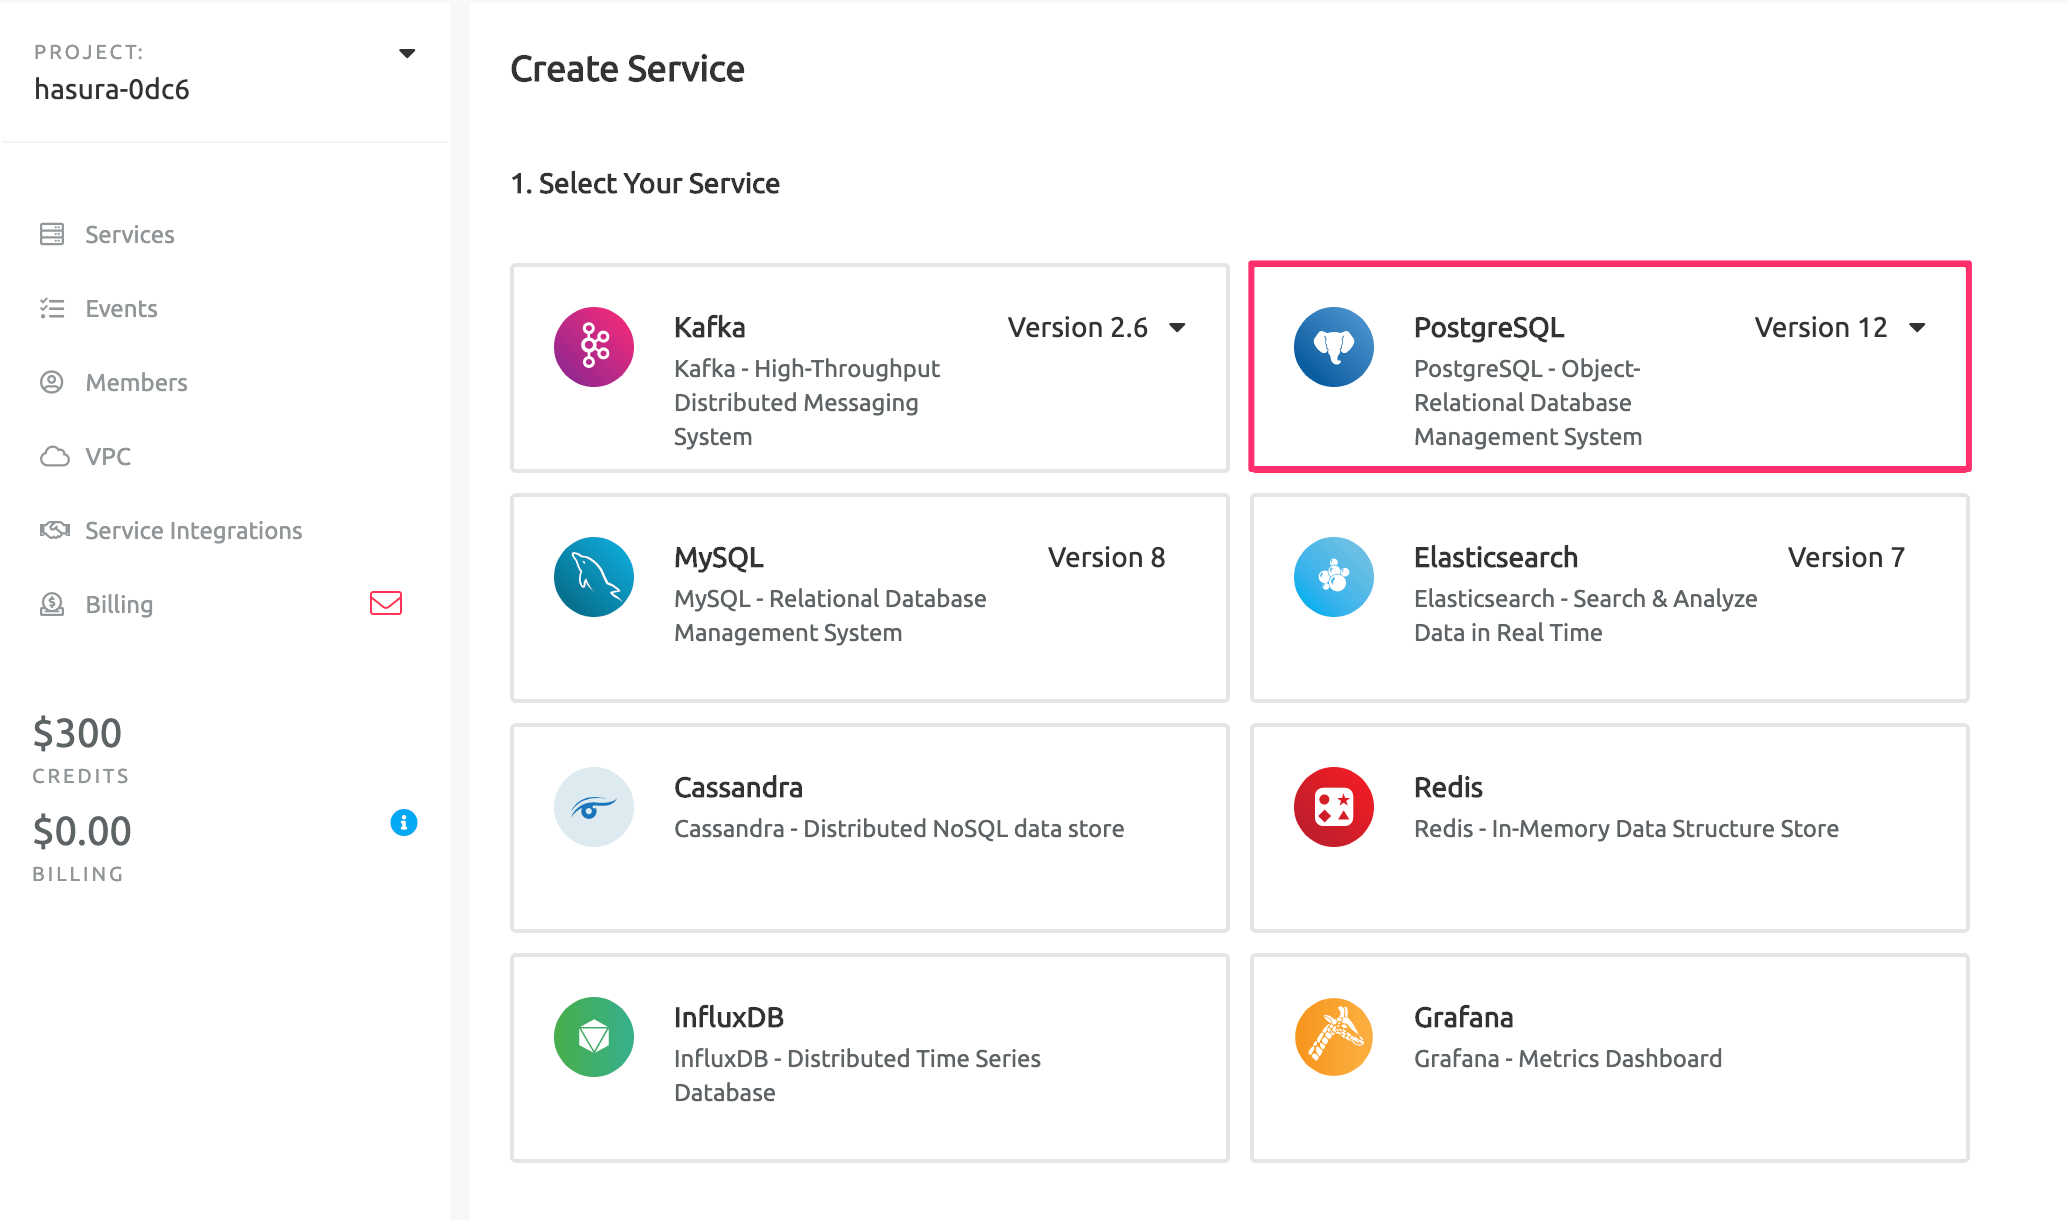 PROJECT:
hasura-0dc6
Services
Events
Members
VPC
Service Integrations
Billing
$300
CREDITS
$0.00
BILLING
Create Service
1. Select Your Service
Kafka
Version 2.6
Kafka - High-Throughput
Distributed Messaging
System
PostgreSQL
Version 12
PostgreSQL - Object-
Relational Database
Management System
MySQL
Version 8
MySQL - Relational Database
Management System
Elasticsearch
Version 7
Elasticsearch - Search & Analyze
Data in Real Time
Cassandra
Cassandra - Distributed NoSQL data store
Redis
Redis - In-Memory Data Structure Store
InfluxDB
InfluxDB - Distributed Time Series
Database
Grafana
Grafana - Metrics Dashboard